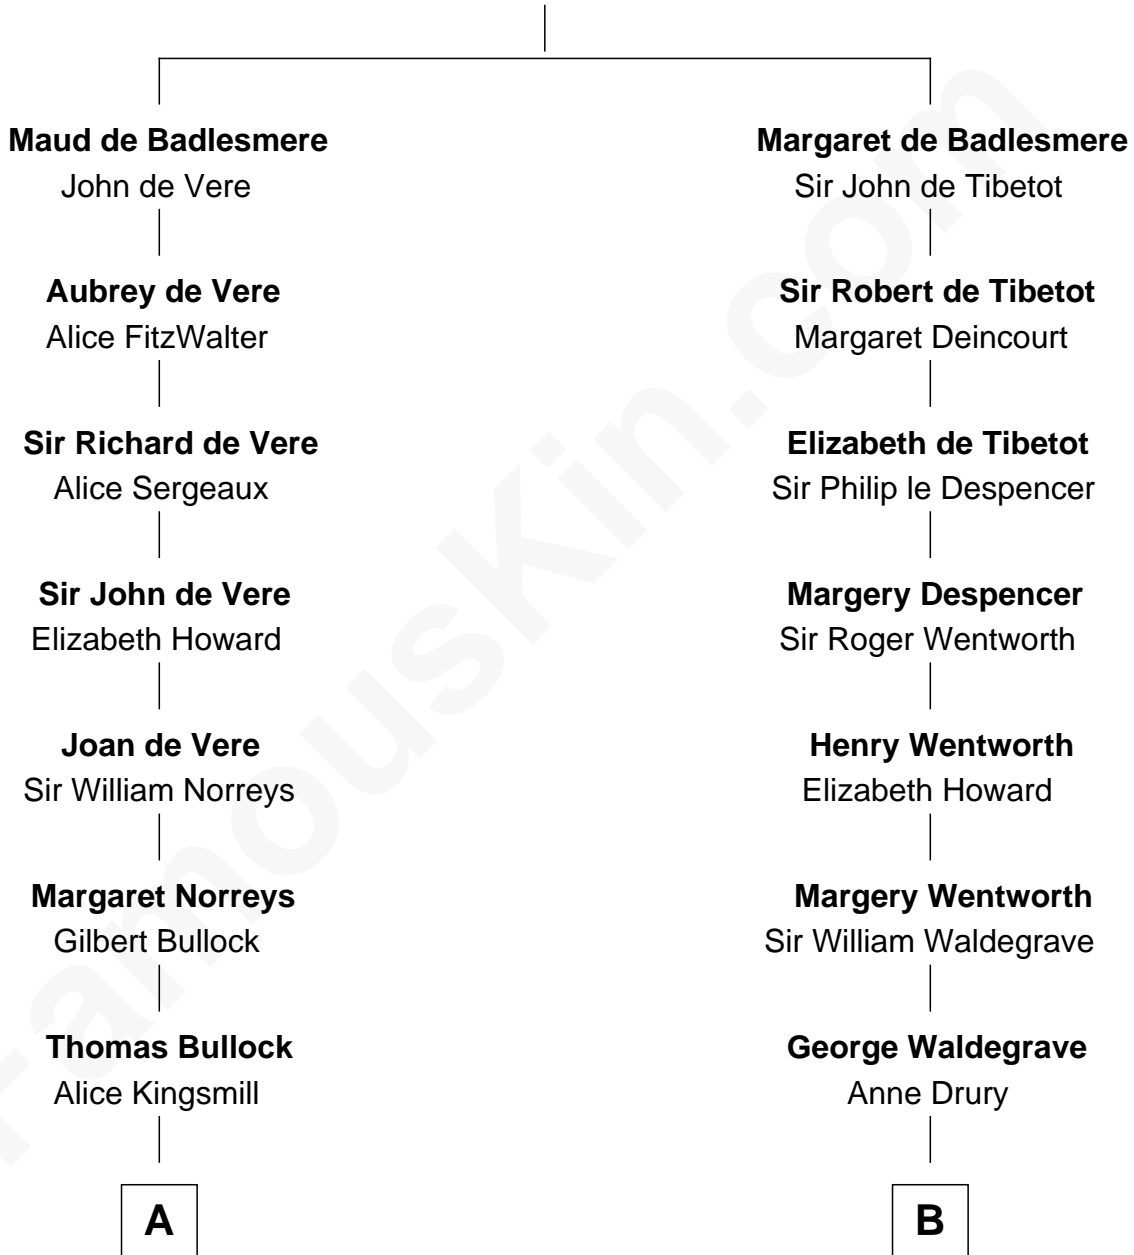 Maud de Badlesmere
John de Vere
Aubrey de Vere
Alice FitzWalter
Sir Richard de Vere
Alice Sergeaux
Sir John de Vere
Elizabeth Howard
Joan de Vere
Sir William Norreys
Margaret Norreys
Gilbert Bullock
Thomas Bullock
Alice Kingsmill
A
Margaret de Badlesmere
Sir John de Tibetot
Sir Robert de Tibetot
Margaret Deincourt
Elizabeth de Tibetot
Sir Philip le Despencer
Margery Despencer
Sir Roger Wentworth
Henry Wentworth
Elizabeth Howard
Margery Wentworth
Sir William Waldegrave
George Waldegrave
Anne Drury
B
FamousKin.com